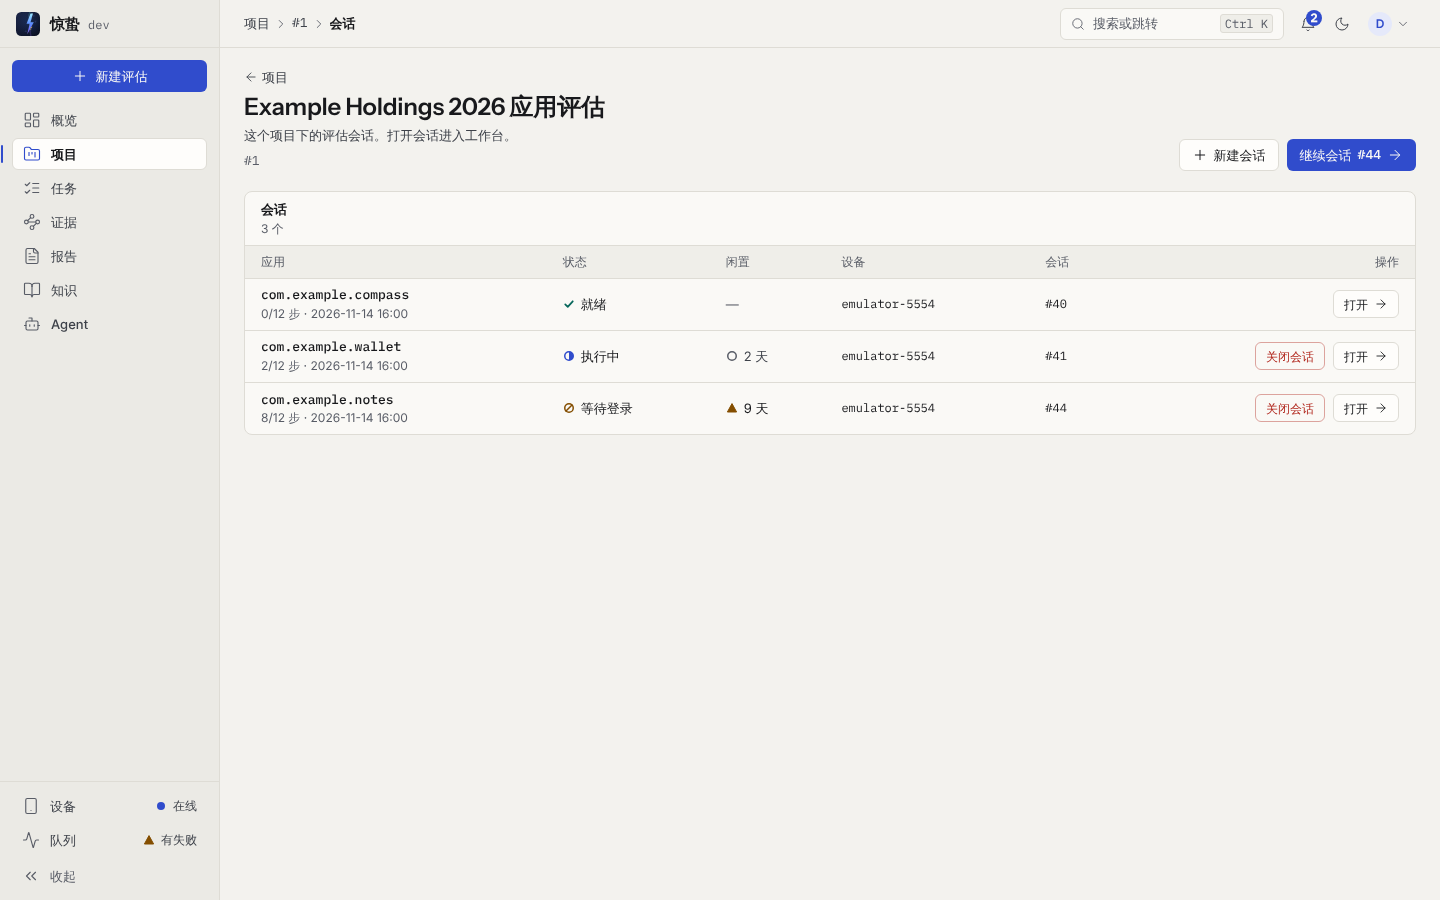 惊蛰 dev
项目 #1 会话
搜索或跳转 Ctrl K
2
D
新建评估
概览
项目
任务
证据
报告
知识
Agent
设备 在线
队列 有失败
收起
项目
Example Holdings 2026 应用评估
这个项目下的评估会话。打开会话进入工作台。
#1
新建会话
继续会话 #44
会话
3 个
应用 状态 闲置 设备 会话 操作
com.example.compass
0/12 步 · 2026-11-14 16:00
就绪 — emulator-5554 #40 打开
com.example.wallet
2/12 步 · 2026-11-14 16:00
执行中 2 天 emulator-5554 #41 关闭会话 打开
com.example.notes
8/12 步 · 2026-11-14 16:00
等待登录 9 天 emulator-5554 #44 关闭会话 打开